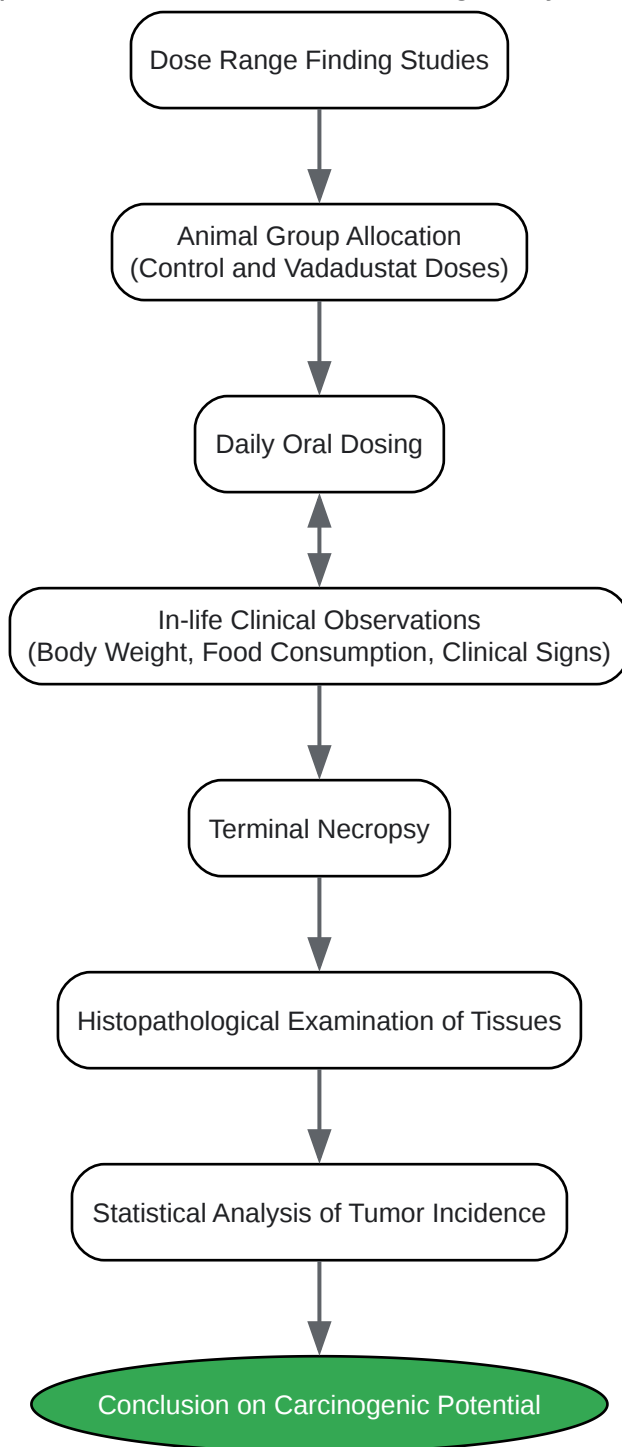 Dose Range Finding Studies
Animal Group Allocation
(Control and Vadadustat Doses)
Daily Oral Dosing
In-life Clinical Observations
(Body Weight, Food Consumption, Clinical Signs)
Terminal Necropsy
Histopathological Examination of Tissues
Statistical Analysis of Tumor Incidence
Conclusion on Carcinogenic Potential